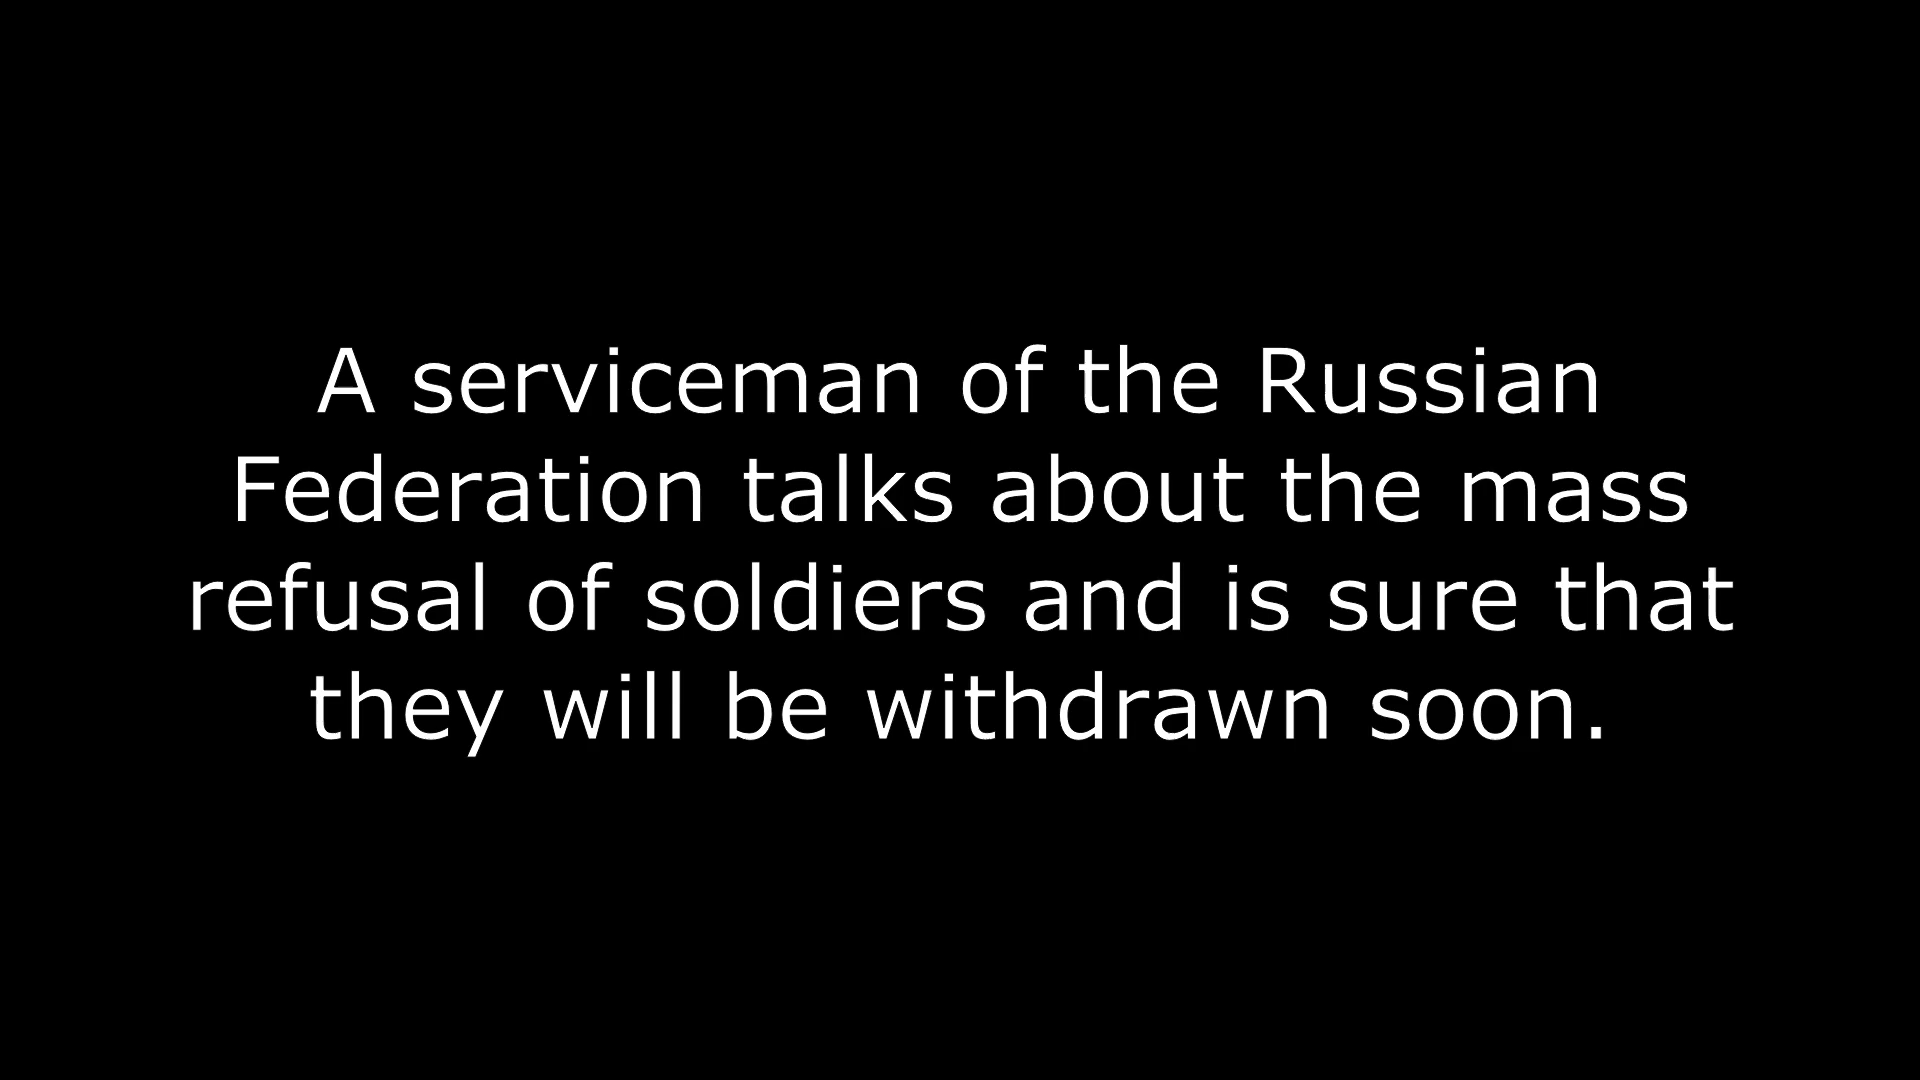 A serviceman of the Russian
Federation talks about the mass
refusal of soldiers and is sure that
they will be withdrawn soon.